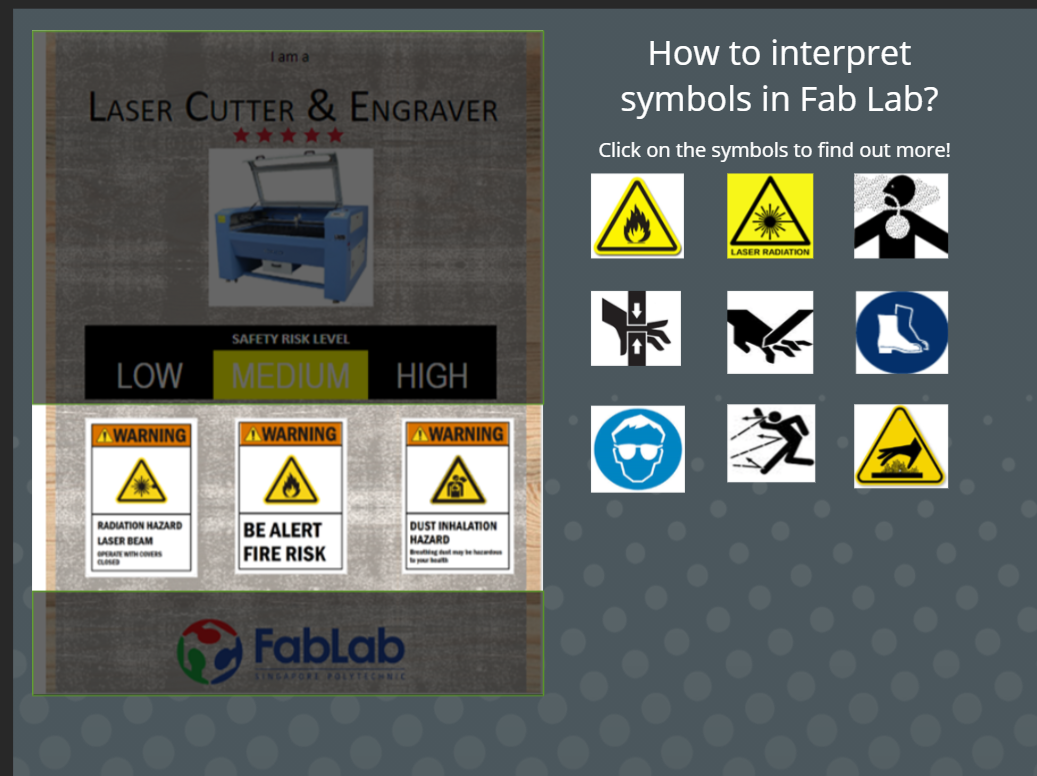 I am a
LASER CUTTER & ENGRAVER
SAFETY RISK LEVEL
LOW MEDIUM HIGH
WARNING
RADIATION HAZARD
LASER BEAM
OPERATE WITH COVERS
CLOSED
WARNING
BE ALERT
FIRE RISK
WARNING
DUST INHALATION
HAZARD
Breathing dust may be hazardous
to your health
FabLab
SINGAPORE POLYTECHNIC
How to interpret
symbols in Fab Lab?
Click on the symbols to find out more!
LASER RADIATION